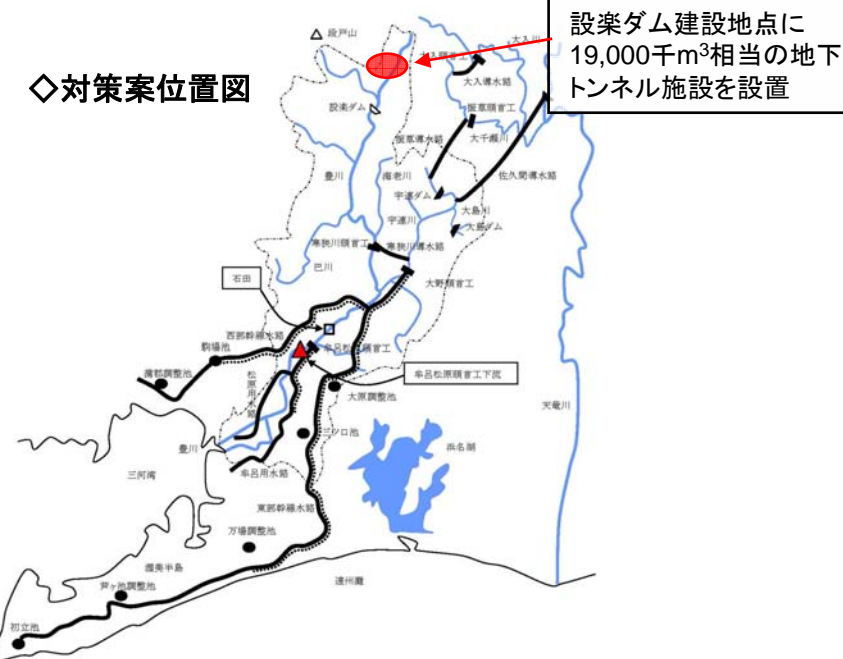 設楽ダム建設地点に
19,000千m³相当の地下
トンネル施設を設置
◇対策案位置図
段戸山
大入川
大入頭首工
大入導水路
設楽ダム
振草頭首工
振草導水路
大千瀬川
豊川
海老川
佐久間導水路
宇連ダム
大島川
宇連川
大島ダム
寒狭川頭首工
寒狭川導水路
巴川
大野頭首工
石田
西部幹線水路
駒場池
牟呂松原頭首工
蒲郡調整池
松原用水路
牟呂松原頭首工下流
大原調整池
天竜川
豊川
三ツ口池
浜名湖
三河湾
牟呂用水路
東部幹線水路
万場調整池
渥美半島
芦ヶ池調整池
遠州灘
初立池